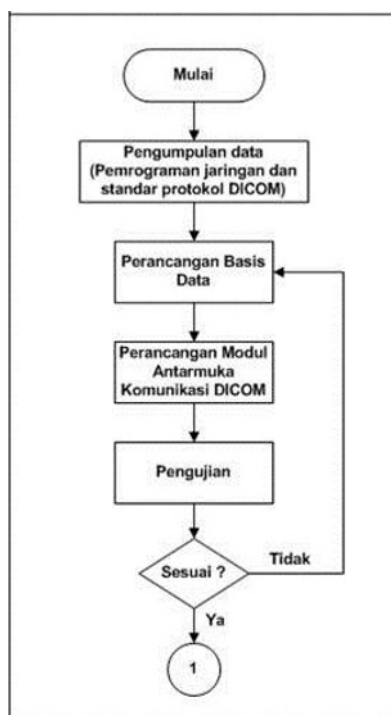 Mulai
Pengumpulan data
(Pemrograman jaringan dan
standar protokol DICOM)
Perancangan Basis
Data
Perancangan Modul
Antarmuka
Komunikasi DICOM
Pengujian
Sesuai ?
Tidak
Ya
1